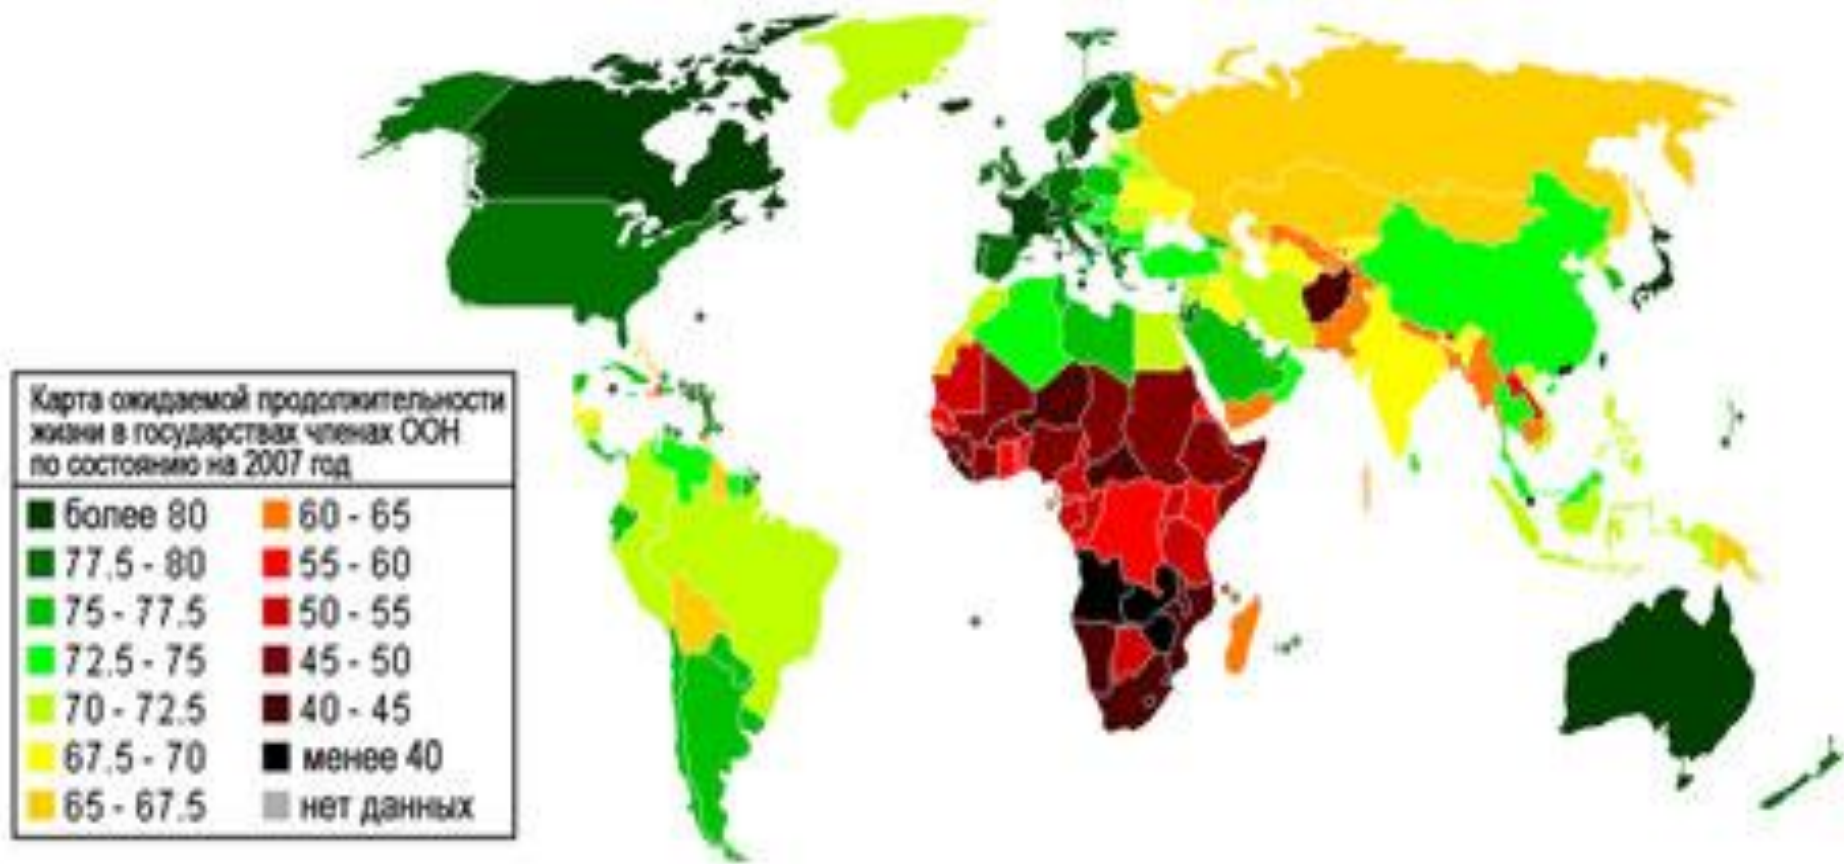 Карта ожидаемой продолжительности
жизни в государствах членах ООН
по состоянию на 2007 год
более 80
77.5 - 80
75 - 77.5
72.5 - 75
70 - 72.5
67.5 - 70
65 - 67.5
60 - 65
55 - 60
50 - 55
45 - 50
40 - 45
менее 40
нет данных